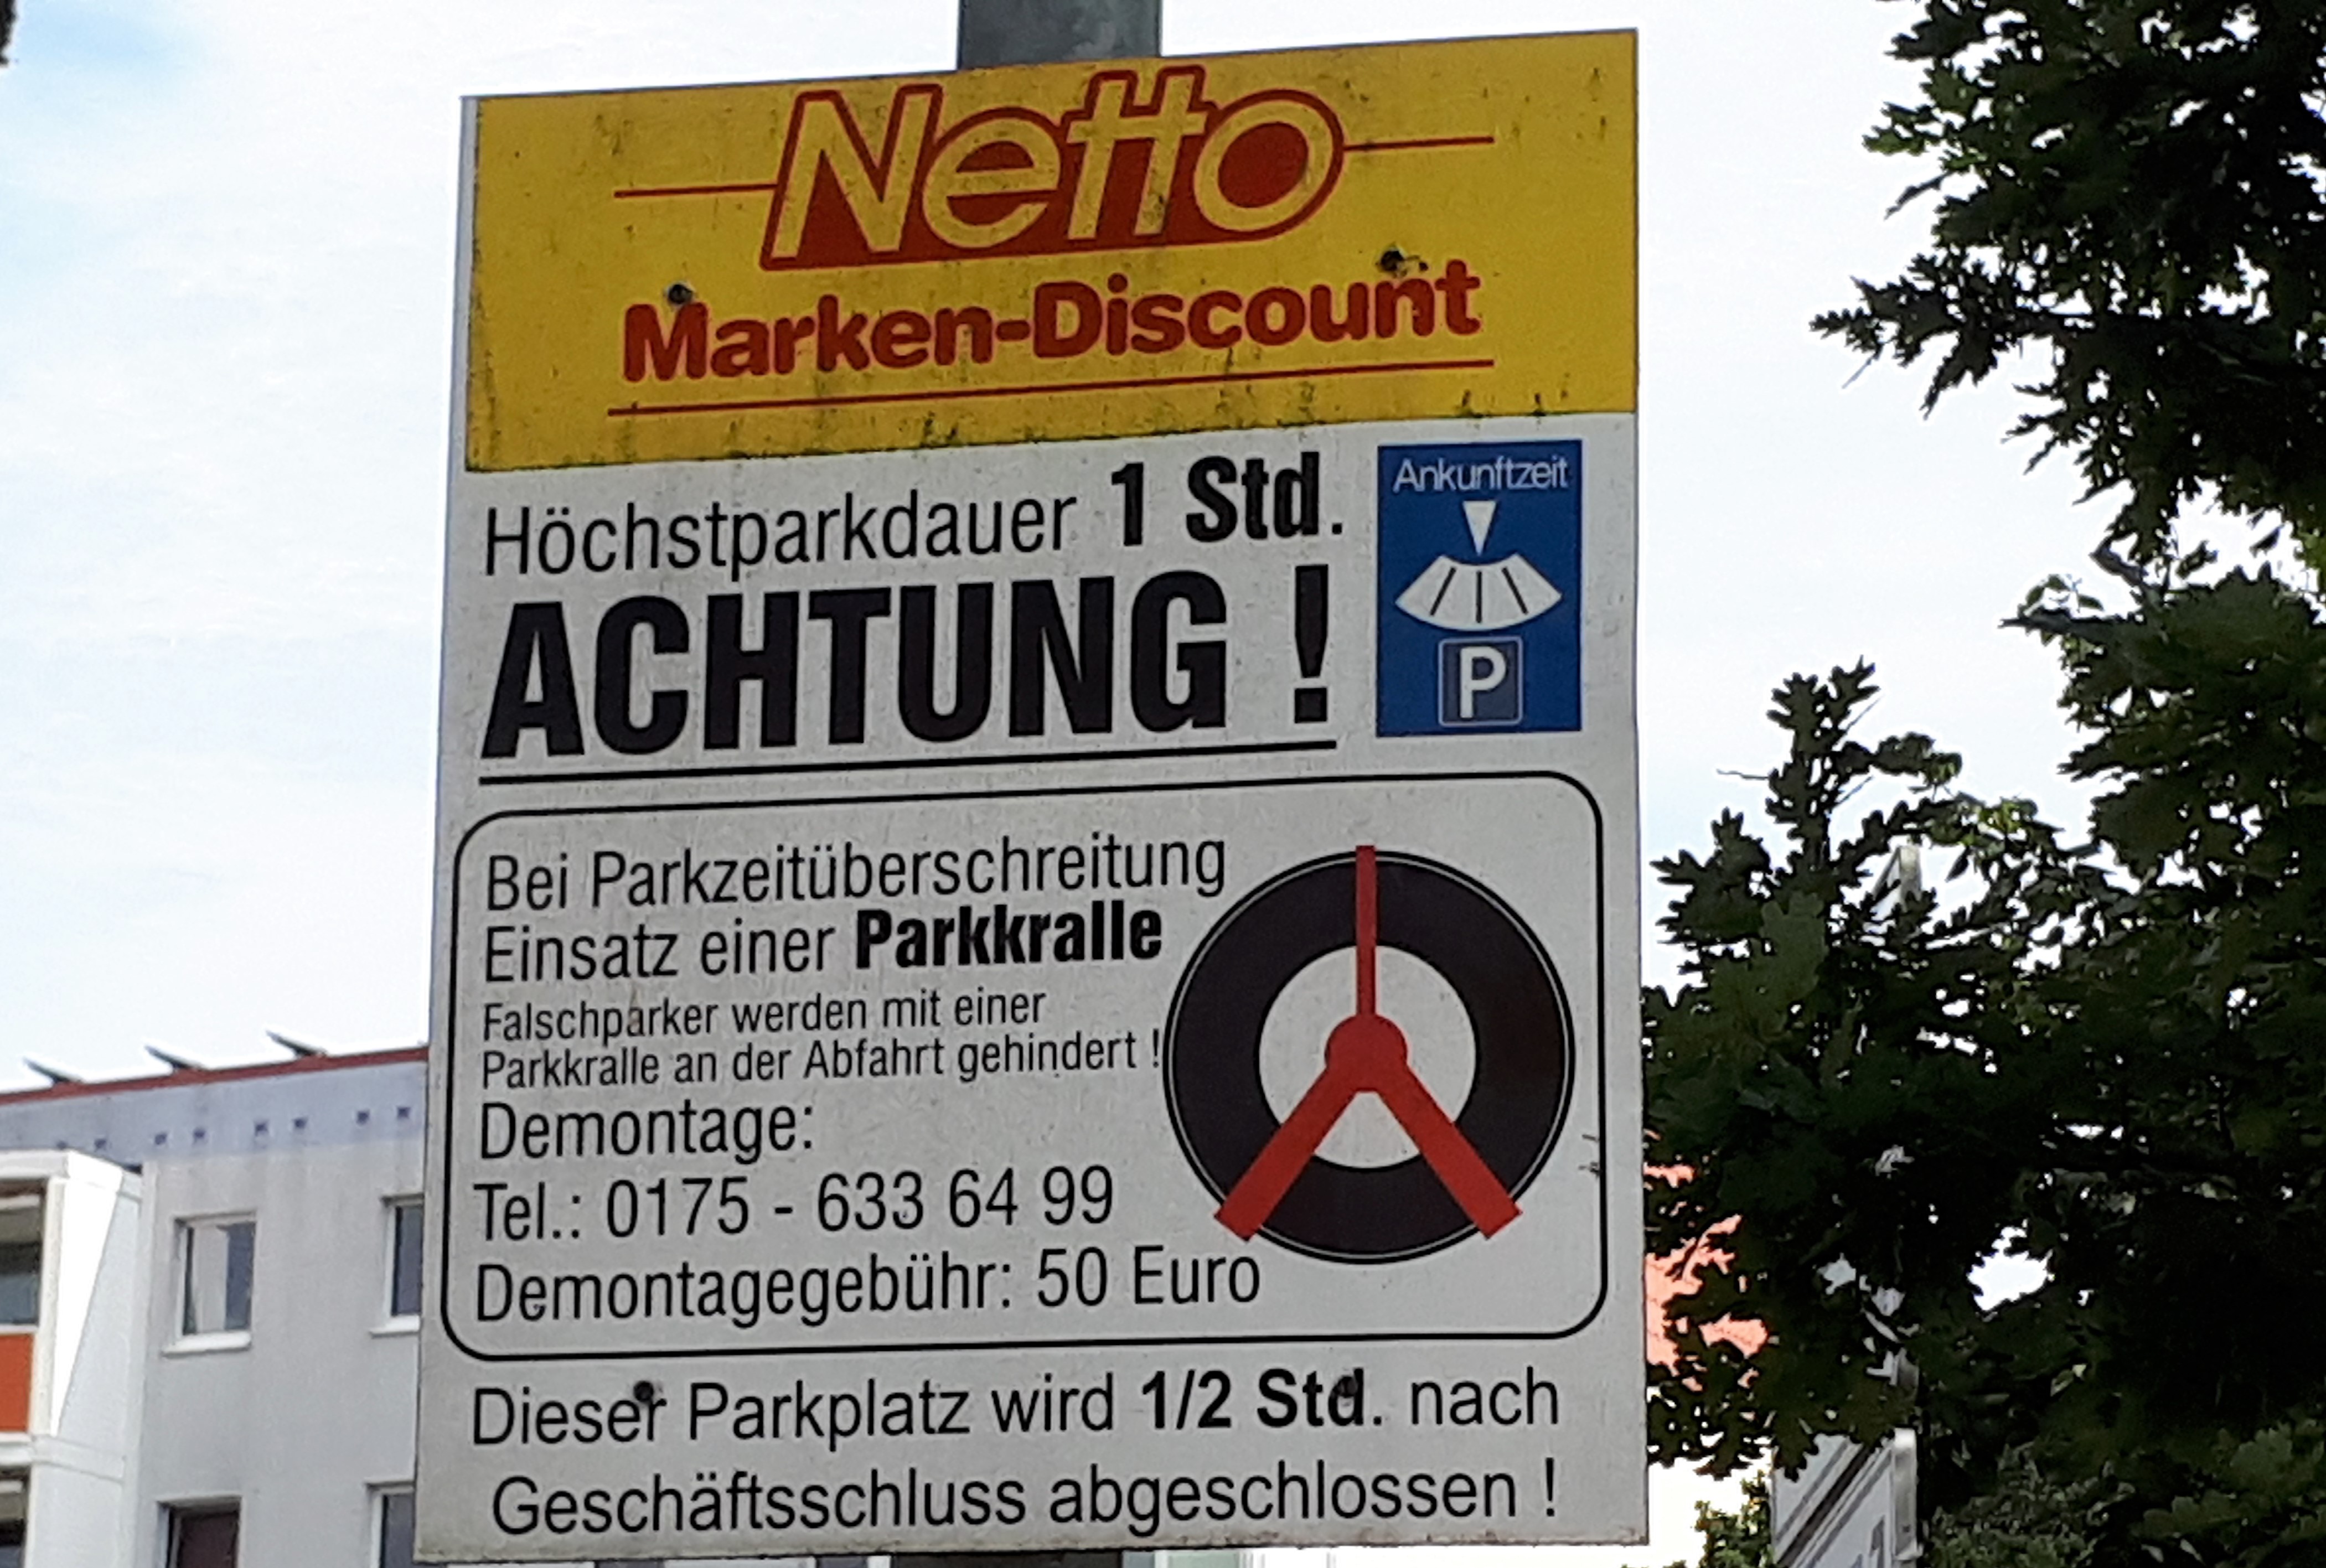 Netto
Marken-Discount
Höchstparkdauer 1 Std.
Ankunftzeit
ACHTUNG !
P
Bei Parkzeitüberschreitung
Einsatz einer Parkkralle
Falschparker werden mit einer
Parkkralle an der Abfahrt gehindert !
Demontage:
Tel.: 0175 - 633 64 99
Demontagegebühr: 50 Euro
Dieser Parkplatz wird 1/2 Std. nach
Geschäftsschluss abgeschlossen !